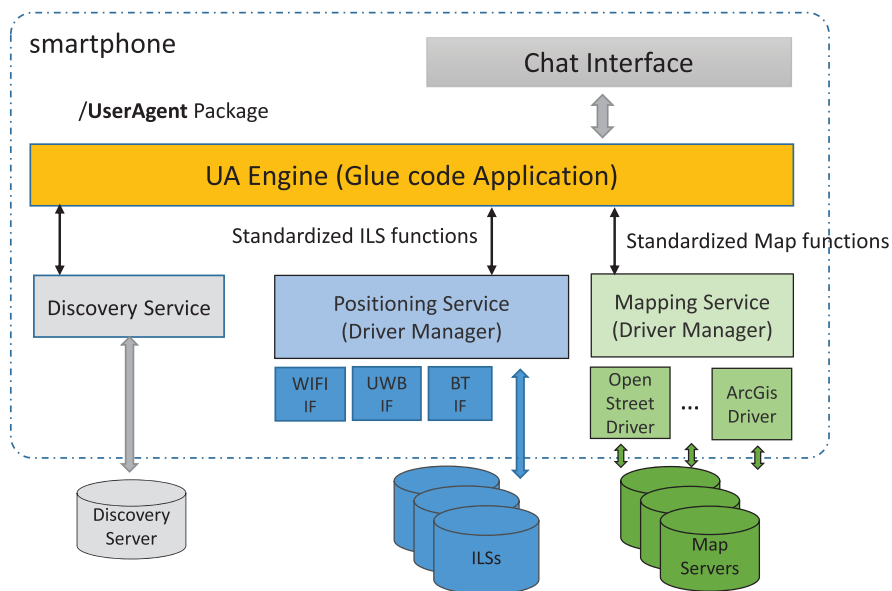 smartphone
Chat Interface
/UserAgent Package
UA Engine (Glue code Application)
Standardized ILS functions
Standardized Map functions
Discovery Service
Positioning Service
(Driver Manager)
Mapping Service
(Driver Manager)
WIFI
IF
UWB
IF
BT
IF
Open
Street
Driver
...
ArcGis
Driver
Discovery
Server
ILSs
Map
Servers